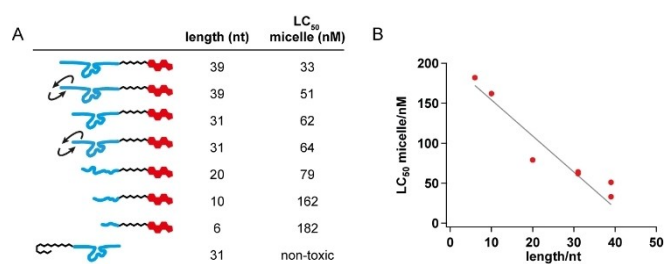 A
length (nt) LC50 micelle (nM)
39 33
39 51
31 62
31 64
20 79
10 162
6 182
31 non-toxic
B
LC50 micelle/nM
200
150
100
50
0
0 10 20 30 40 50
length/nt